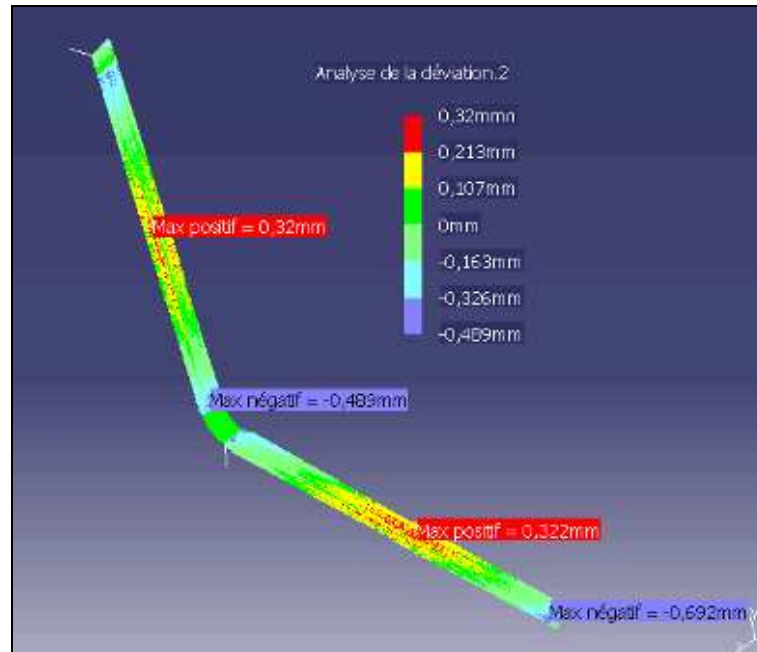 Analyse de la déviation.2
0,32mmn
0,213mm
0,107mm
0mm
-0,163mm
-0,326mm
-0,489mm
Max positif = 0,32mm
Max négatif = -0,489mm
Max positif = 0,322mm
Max négatif = -0,692mm